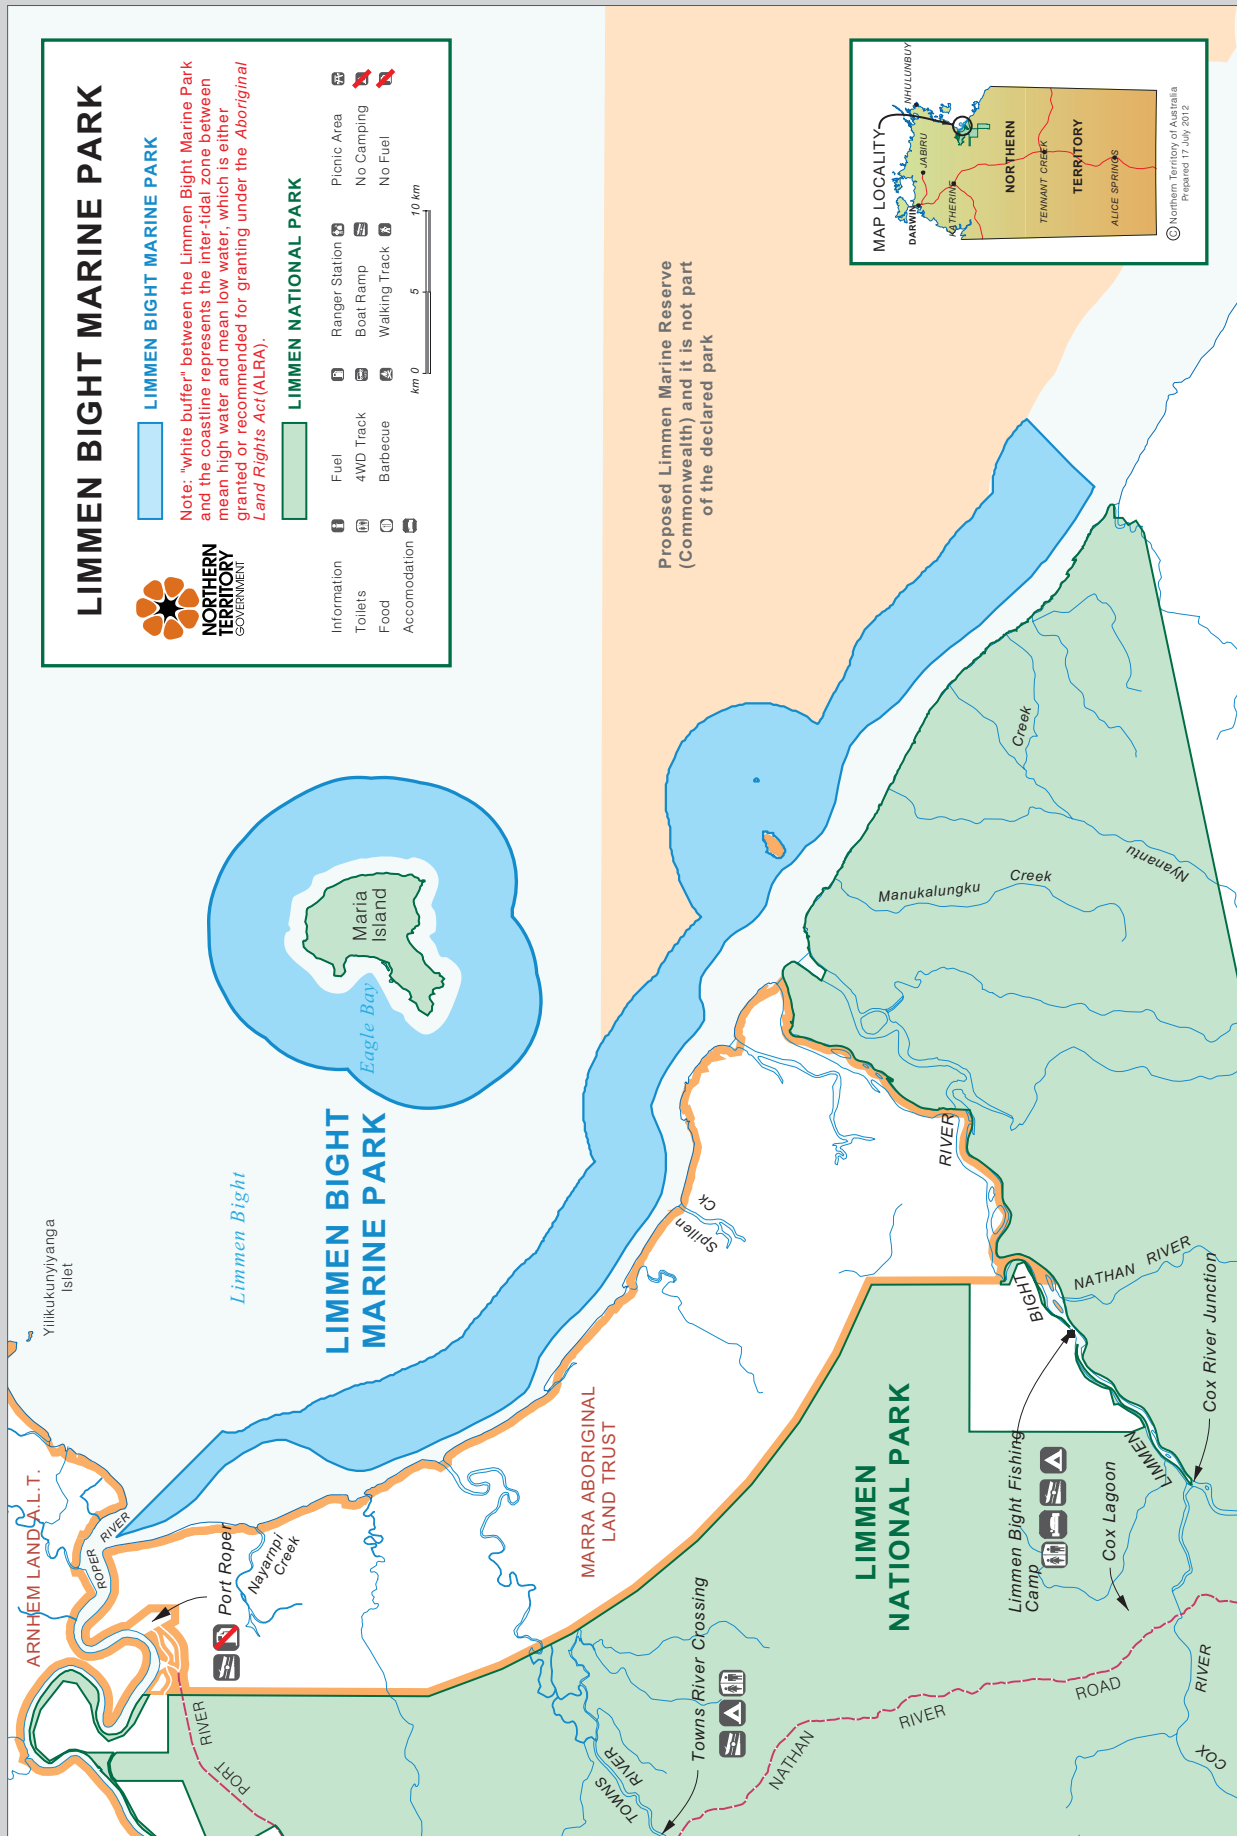 LIMMEN BIGHT MARINE PARK
LIMMEN BIGHT MARINE PARK
Note: "white buffer" between the Limmen Bight Marine Park
and the coastline represents the inter-tidal zone between
mean high water and mean low water, which is either
granted or recommended for granting under the Aboriginal
Land Rights Act (ALRA).
LIMMEN NATIONAL PARK
NORTHERN
TERRITORY
GOVERNMENT
Information
Fuel
Ranger Station
Picnic Area
Toilets
4WD Track
Boat Ramp
No Camping
Food
Barbecue
Walking Track
No Fuel
Accomodation
km 0
5
10 km
MAP LOCALITY
DARWIN
JABIRU
NHULUNBUY
KATHERINE
NORTHERN
TENNANT CREEK
TERRITORY
ALICE SPRINGS
© Northern Territory of Australia
Prepared 17 July 2012
Proposed Limmen Marine Reserve
(Commonwealth) and it is not part
of the declared park
Yilikukunyiyanga
Islet
Limmen Bight
Maria
Island
Eagle Bay
LIMMEN BIGHT
MARINE PARK
ARNHEM LAND A.L.T.
ROPER
RIVER
Port Roper
Nayarnpi
Creek
PORT
RIVER
MARRA ABORIGINAL
LAND TRUST
Spillen
Ck
TOWNS
RIVER
Towns River Crossing
NATHAN
RIVER
ROAD
LIMMEN
NATIONAL PARK
RIVER
BIGHT
LIMMEN
NATHAN
RIVER
Limmen Bight Fishing
Camp
Cox Lagoon
Cox River Junction
COX
RIVER
Manukalungku
Creek
Nyanantu
Creek